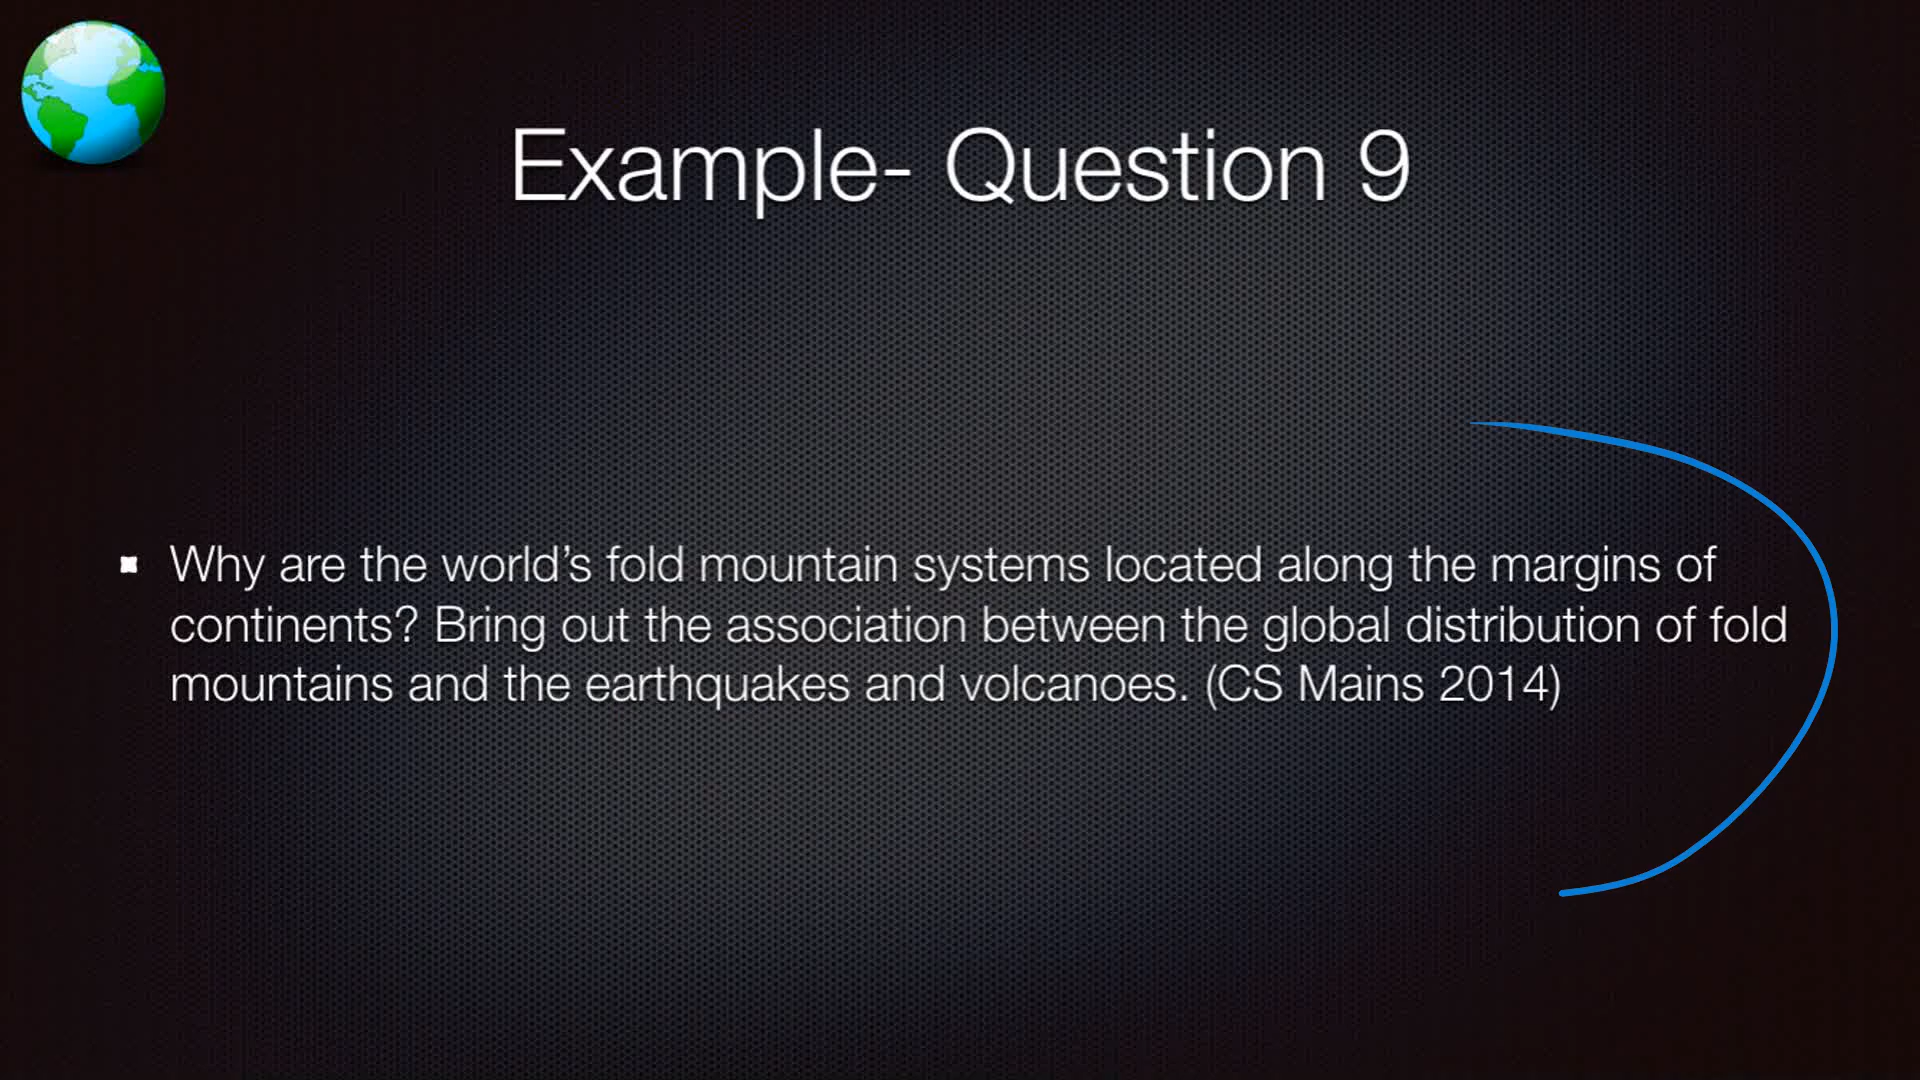 Example- Question 9
Why are the world’s fold mountain systems located along the margins of
continents? Bring out the association between the global distribution of fold
mountains and the earthquakes and volcanoes. (CS Mains 2014)